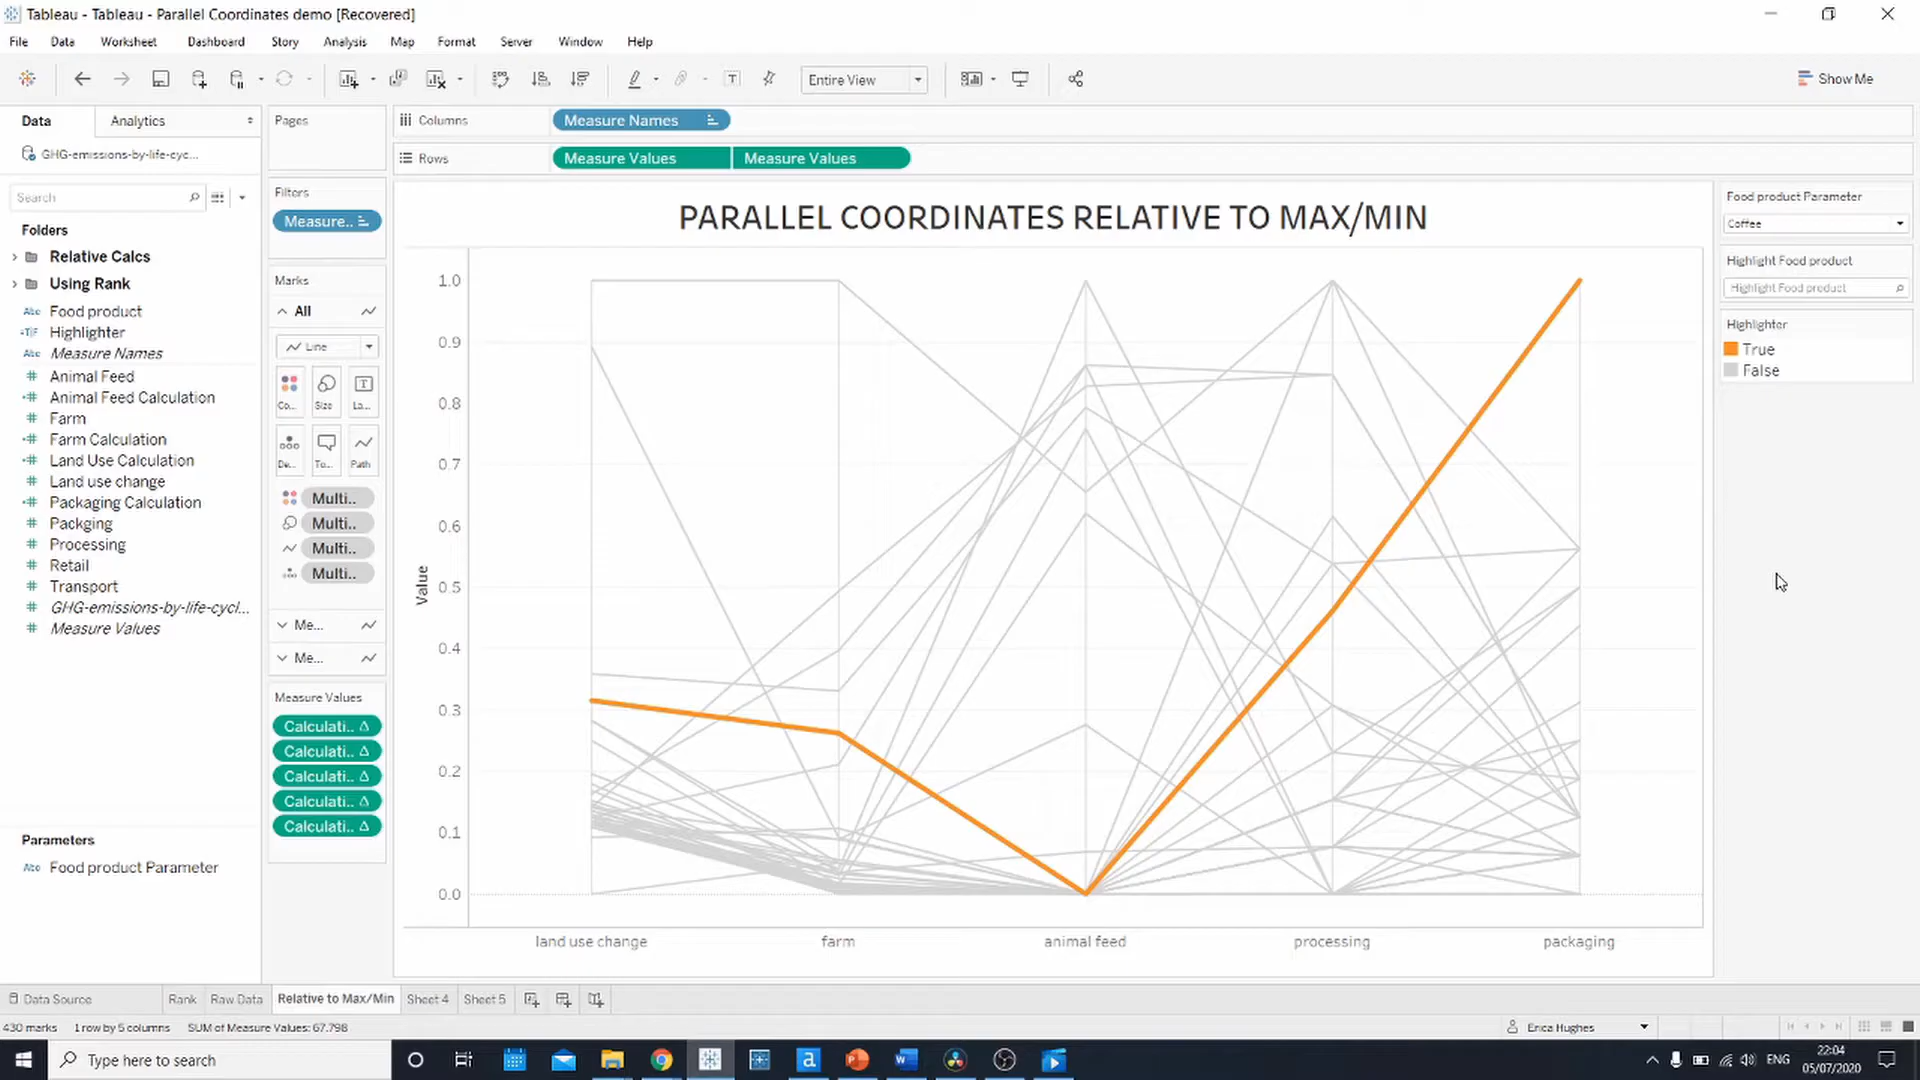 Tableau - Tableau - Parallel Coordinates demo [Recovered]
File Data Worksheet Dashboard Story Analysis Map Format Server Window Help
Entire View
Show Me
Data Analytics
GHG-emissions-by-life-cyc...
Search
Folders
Relative Calcs
Using Rank
Abc Food product
=T|F Highlighter
Abc Measure Names
# Animal Feed
=# Animal Feed Calculation
# Farm
=# Farm Calculation
=# Land Use Calculation
# Land use change
=# Packaging Calculation
# Packging
# Processing
# Retail
# Transport
# GHG-emissions-by-life-cycl...
# Measure Values
Parameters
Abc Food product Parameter
Pages
Filters
Measure..
Marks
All
Line
Co... Size La...
De... To... Path
Multi..
Multi..
Multi..
Multi..
Me...
Me...
Measure Values
Calculati.. Δ
Calculati.. Δ
Calculati.. Δ
Calculati.. Δ
Calculati.. Δ
Columns Measure Names
Rows Measure Values Measure Values
PARALLEL COORDINATES RELATIVE TO MAX/MIN
Value
1.0
0.9
0.8
0.7
0.6
0.5
0.4
0.3
0.2
0.1
0.0
land use change farm animal feed processing packaging
Food product Parameter
Coffee
Highlight Food product
Highlight Food product
Highlighter
True
False
Data Source Rank Raw Data Relative to Max/Min Sheet 4 Sheet 5
430 marks 1 row by 5 columns SUM of Measure Values: 67.798
Erica Hughes
Type here to search
ENG
22:04
05/07/2020